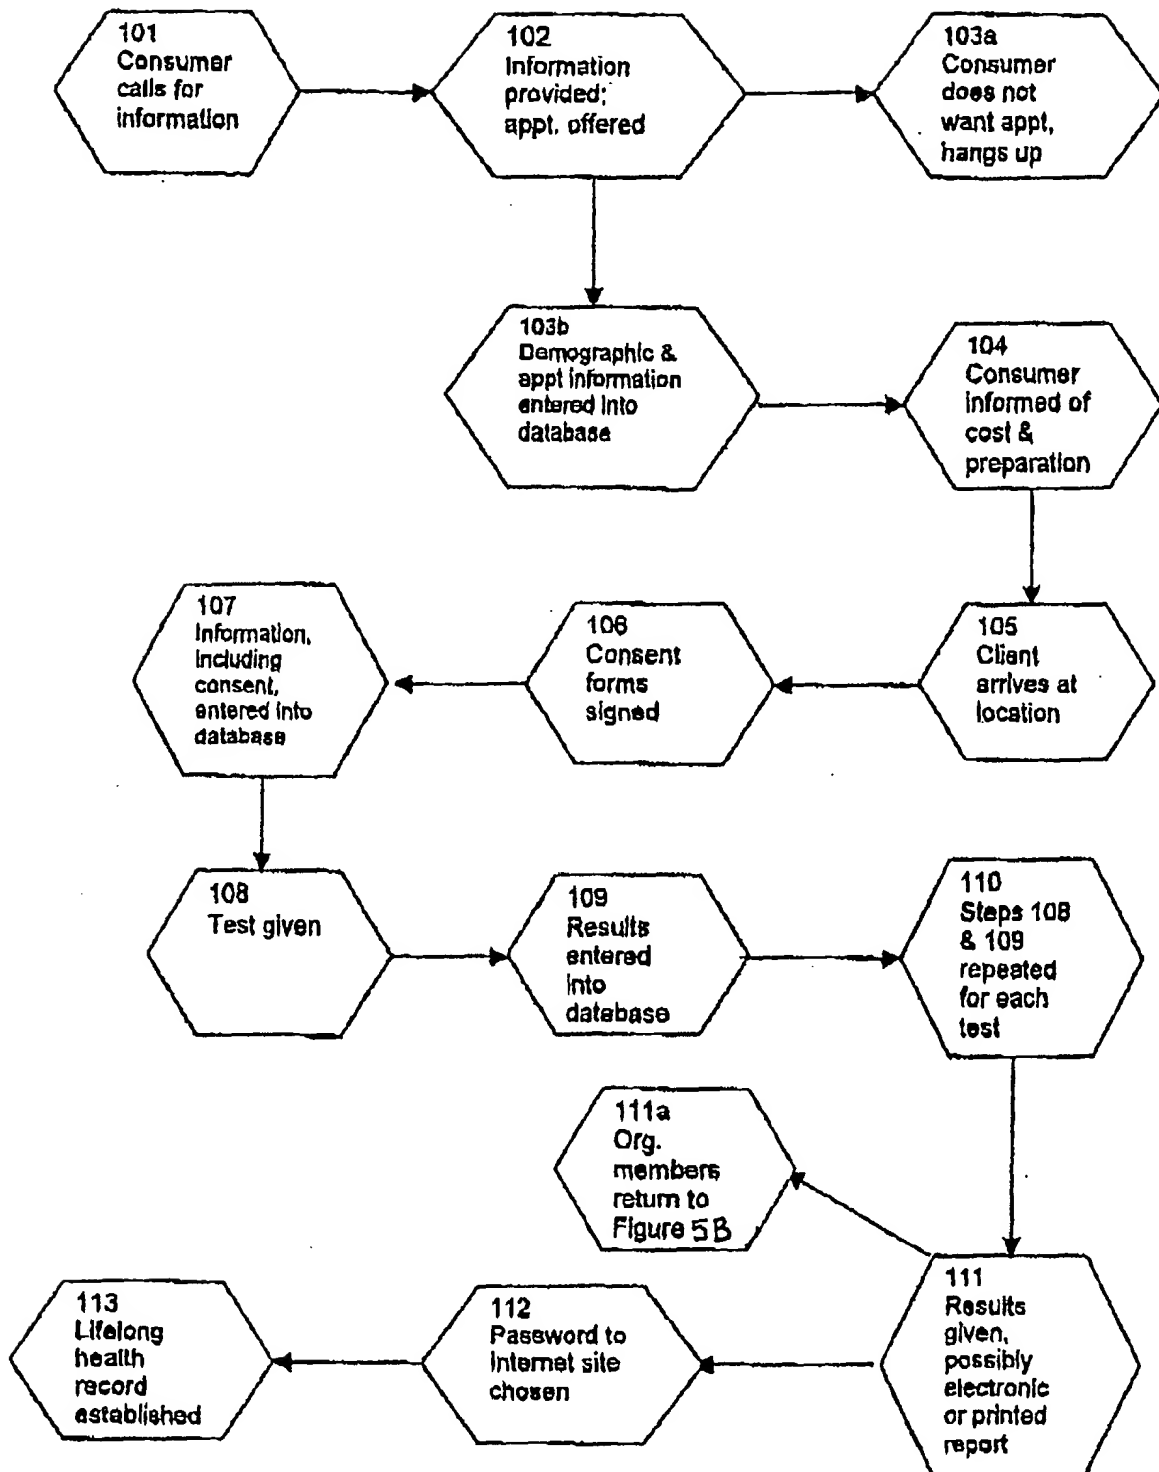 101
Consumer
calls for
information
102
Information
provided;
appt. offered
103a
Consumer
does not
want appt,
hangs up
103b
Demographic &
appt information
entered into
database
104
Consumer
informed of
cost &
preparation
107
Information,
including
consent,
entered into
database
106
Consent
forms
signed
105
Client
arrives at
location
108
Test given
109
Results
entered
into
database
110
Steps 108
& 109
repeated
for each
test
111a
Org.
members
return to
Figure 5B
113
Lifelong
health
record
established
112
Password to
Internet site
chosen
111
Results
given,
possibly
electronic
or printed
report